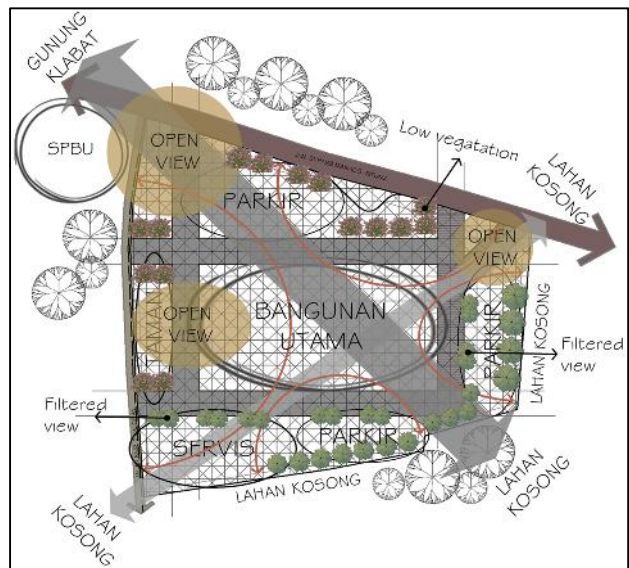 GUNUNG
KLABAT
SPBU
OPEN
VIEW
PARKIR
Low vegatation
LAHAN
KOSONG
OPEN
VIEW
OPEN
VIEW
TAMAN
BANGUNAN
UTAMA
PARKIR
LAHAN KOSONG
Filtered
view
Filtered
view
SERVIS
PARKIR
LAHAN KOSONG
LAHAN
KOSONG
LAHAN
KOSONG